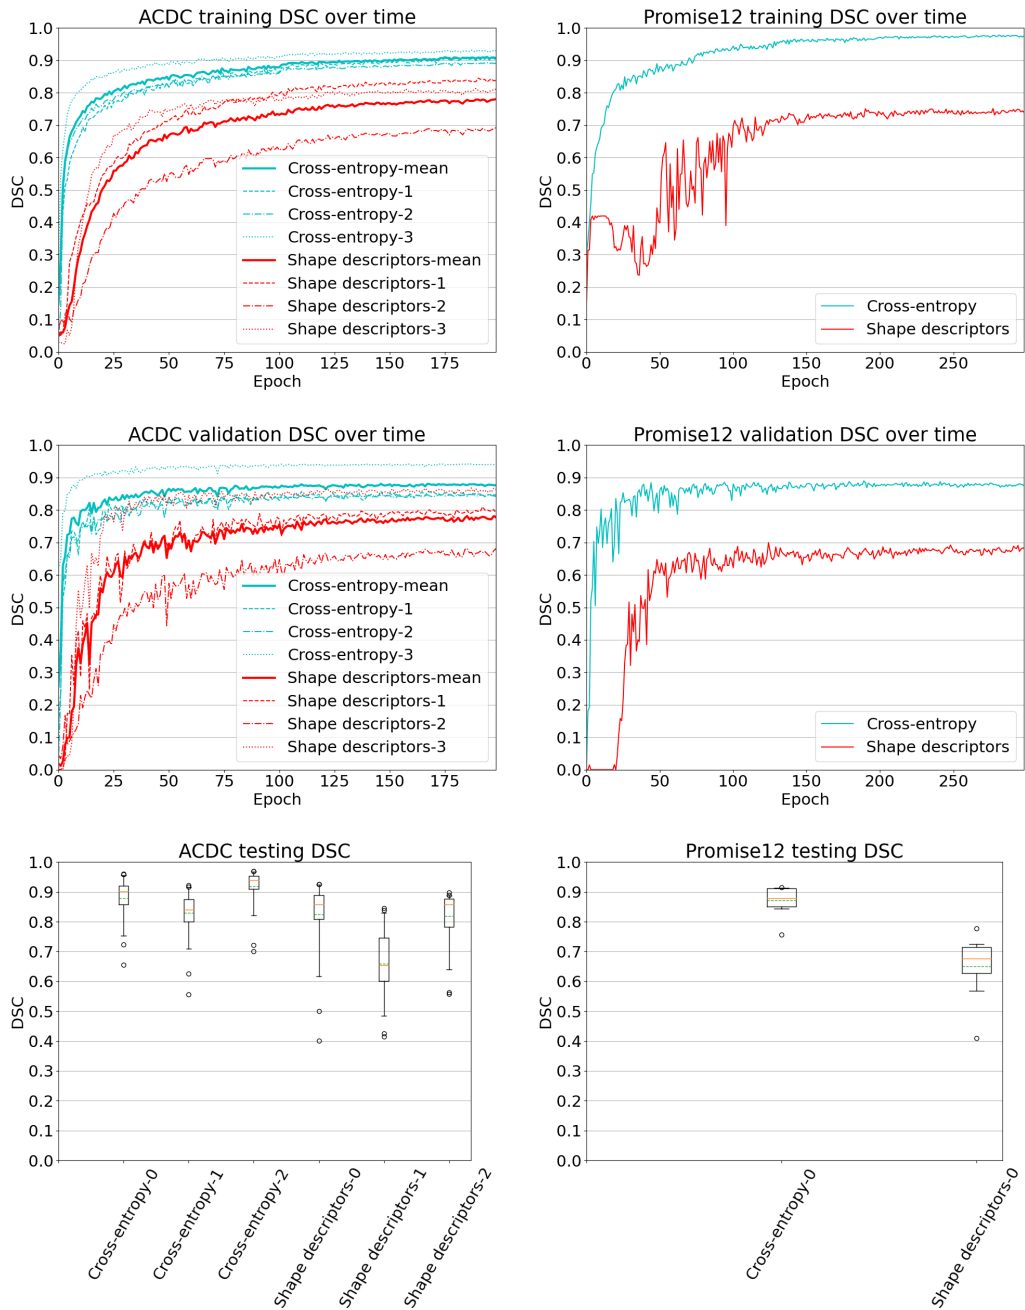 ACDC training DSC over time
1.0
0.9
0.8
0.7
0.6
0.5
0.4
0.3
0.2
0.1
0.0
DSC
Cross-entropy-mean
Cross-entropy-1
Cross-entropy-2
Cross-entropy-3
Shape descriptors-mean
Shape descriptors-1
Shape descriptors-2
Shape descriptors-3
0 25 50 75 100 125 150 175
Epoch
Promise12 training DSC over time
1.0
0.9
0.8
0.7
0.6
0.5
0.4
0.3
0.2
0.1
0.0
DSC
Cross-entropy
Shape descriptors
0 50 100 150 200 250
Epoch
ACDC validation DSC over time
1.0
0.9
0.8
0.7
0.6
0.5
0.4
0.3
0.2
0.1
0.0
DSC
Cross-entropy-mean
Cross-entropy-1
Cross-entropy-2
Cross-entropy-3
Shape descriptors-mean
Shape descriptors-1
Shape descriptors-2
Shape descriptors-3
0 25 50 75 100 125 150 175
Epoch
Promise12 validation DSC over time
1.0
0.9
0.8
0.7
0.6
0.5
0.4
0.3
0.2
0.1
0.0
DSC
Cross-entropy
Shape descriptors
0 50 100 150 200 250
Epoch
ACDC testing DSC
1.0
0.9
0.8
0.7
0.6
0.5
0.4
0.3
0.2
0.1
0.0
DSC
Cross-entropy-0
Cross-entropy-1
Cross-entropy-2
Shape descriptors-0
Shape descriptors-1
Shape descriptors-2
Promise12 testing DSC
1.0
0.9
0.8
0.7
0.6
0.5
0.4
0.3
0.2
0.1
0.0
DSC
Cross-entropy-0
Shape descriptors-0